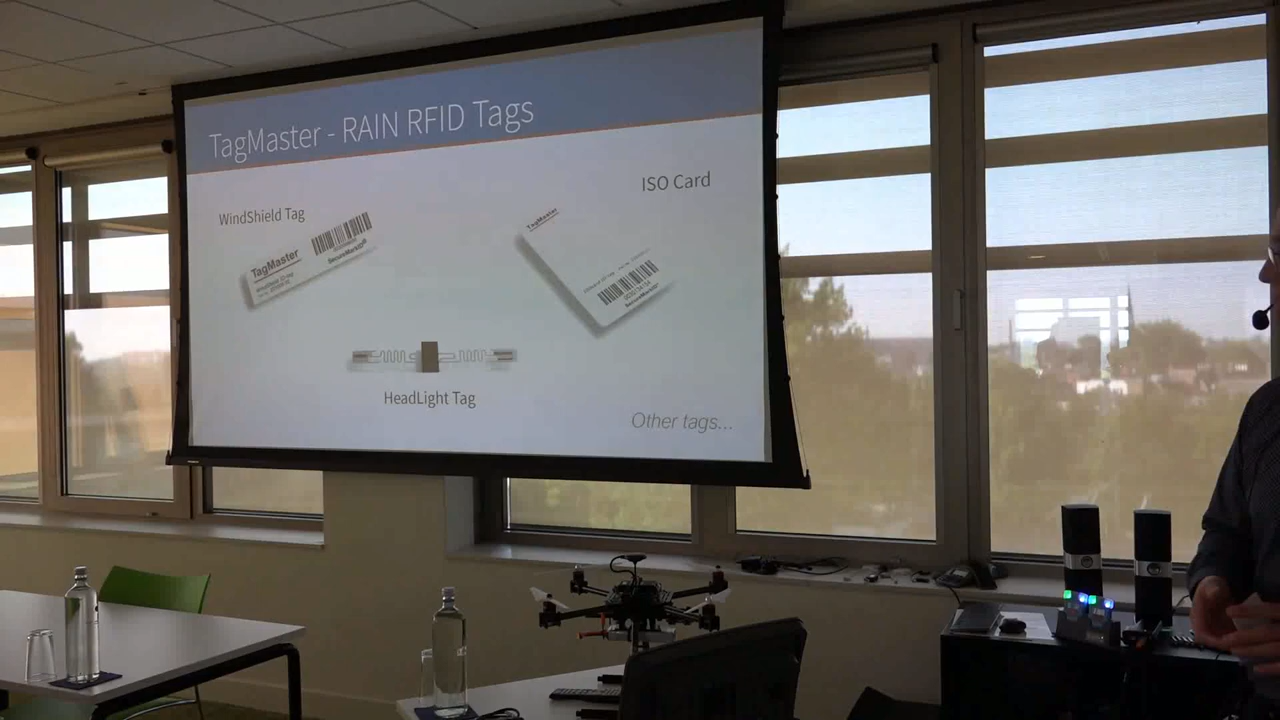 TagMaster - RAIN RFID Tags
WindShield Tag
ISO Card
TagMaster
TagMaster
HeadLight Tag
Other tags...